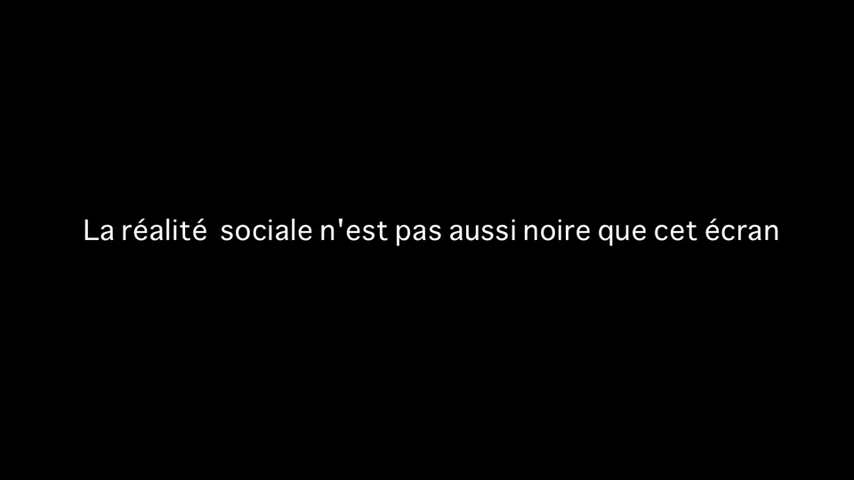 La réalité sociale n'est pas aussi noire que cet écran